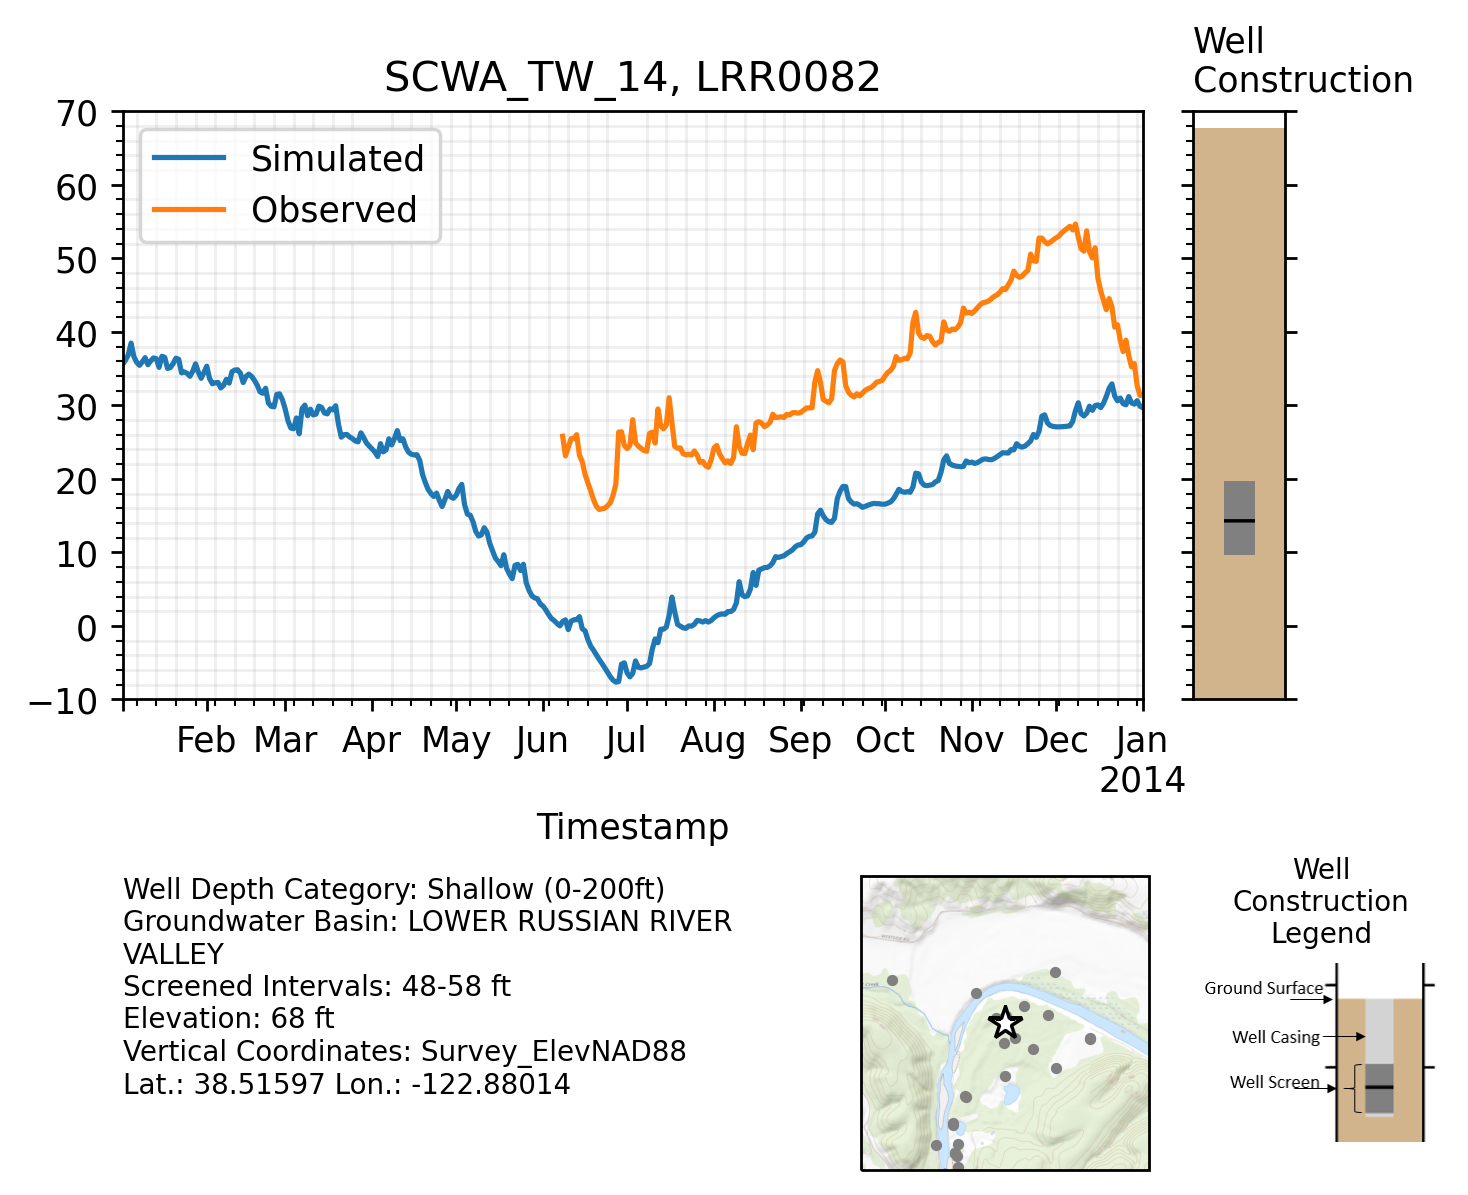 Well
Construction
SCWA_TW_14, LRR0082
70
60
50
40
30
20
10
0
−10
Simulated
Observed
Feb Mar Apr May Jun Jul Aug Sep Oct Nov Dec Jan
2014
Timestamp
Well Depth Category: Shallow (0-200ft)
Groundwater Basin: LOWER RUSSIAN RIVER
VALLEY
Screened Intervals: 48-58 ft
Elevation: 68 ft
Vertical Coordinates: Survey_ElevNAD88
Lat.: 38.51597 Lon.: -122.88014
Well
Construction
Legend
Ground Surface
Well Casing
Well Screen